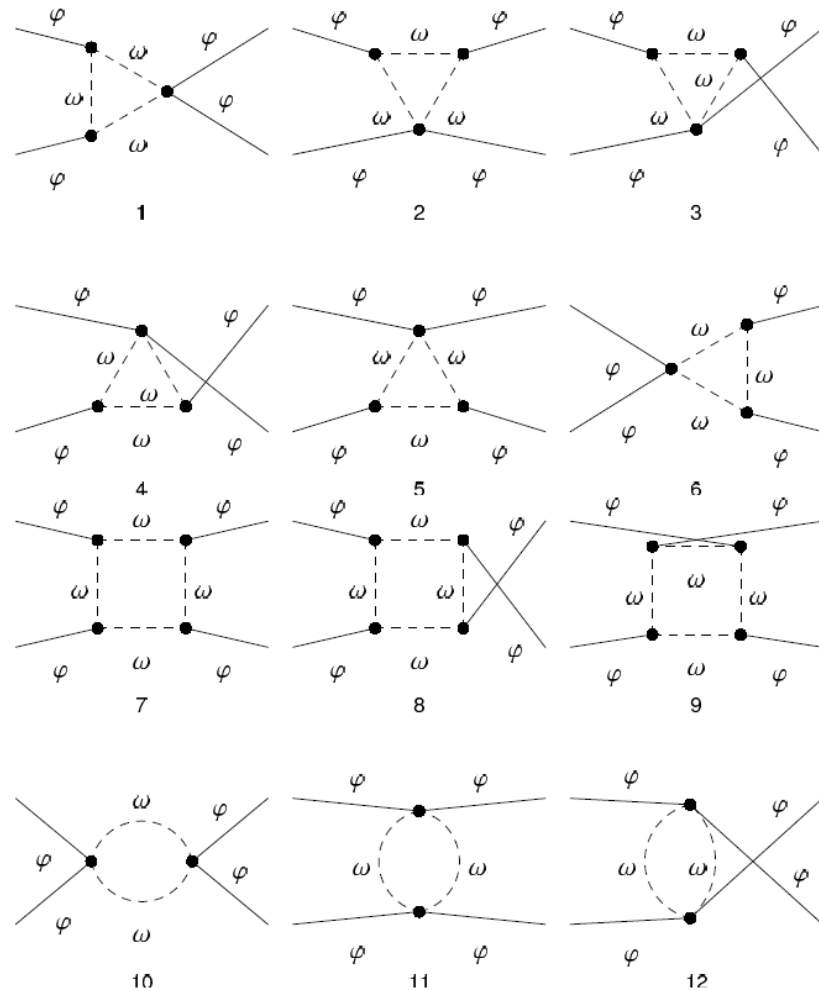 φ
ω
φ
ω
φ
ω
φ
1
φ
ω
φ
ω
ω
φ
φ
2
φ
ω
φ
ω
ω
φ
φ
3
φ
φ
ω
ω
ω
φ
φ
4
φ
φ
ω
ω
ω
φ
φ
5
φ
ω
φ
ω
ω
φ
φ
6
φ
ω
φ
ω
ω
φ
ω
φ
7
φ
ω
φ
ω
ω
φ
ω
φ
8
φ
φ
ω
ω
ω
φ
ω
φ
9
ω
φ
φ
φ
φ
ω
10
φ
φ
ω
ω
φ
φ
11
φ
φ
ω
ω
φ
φ
12